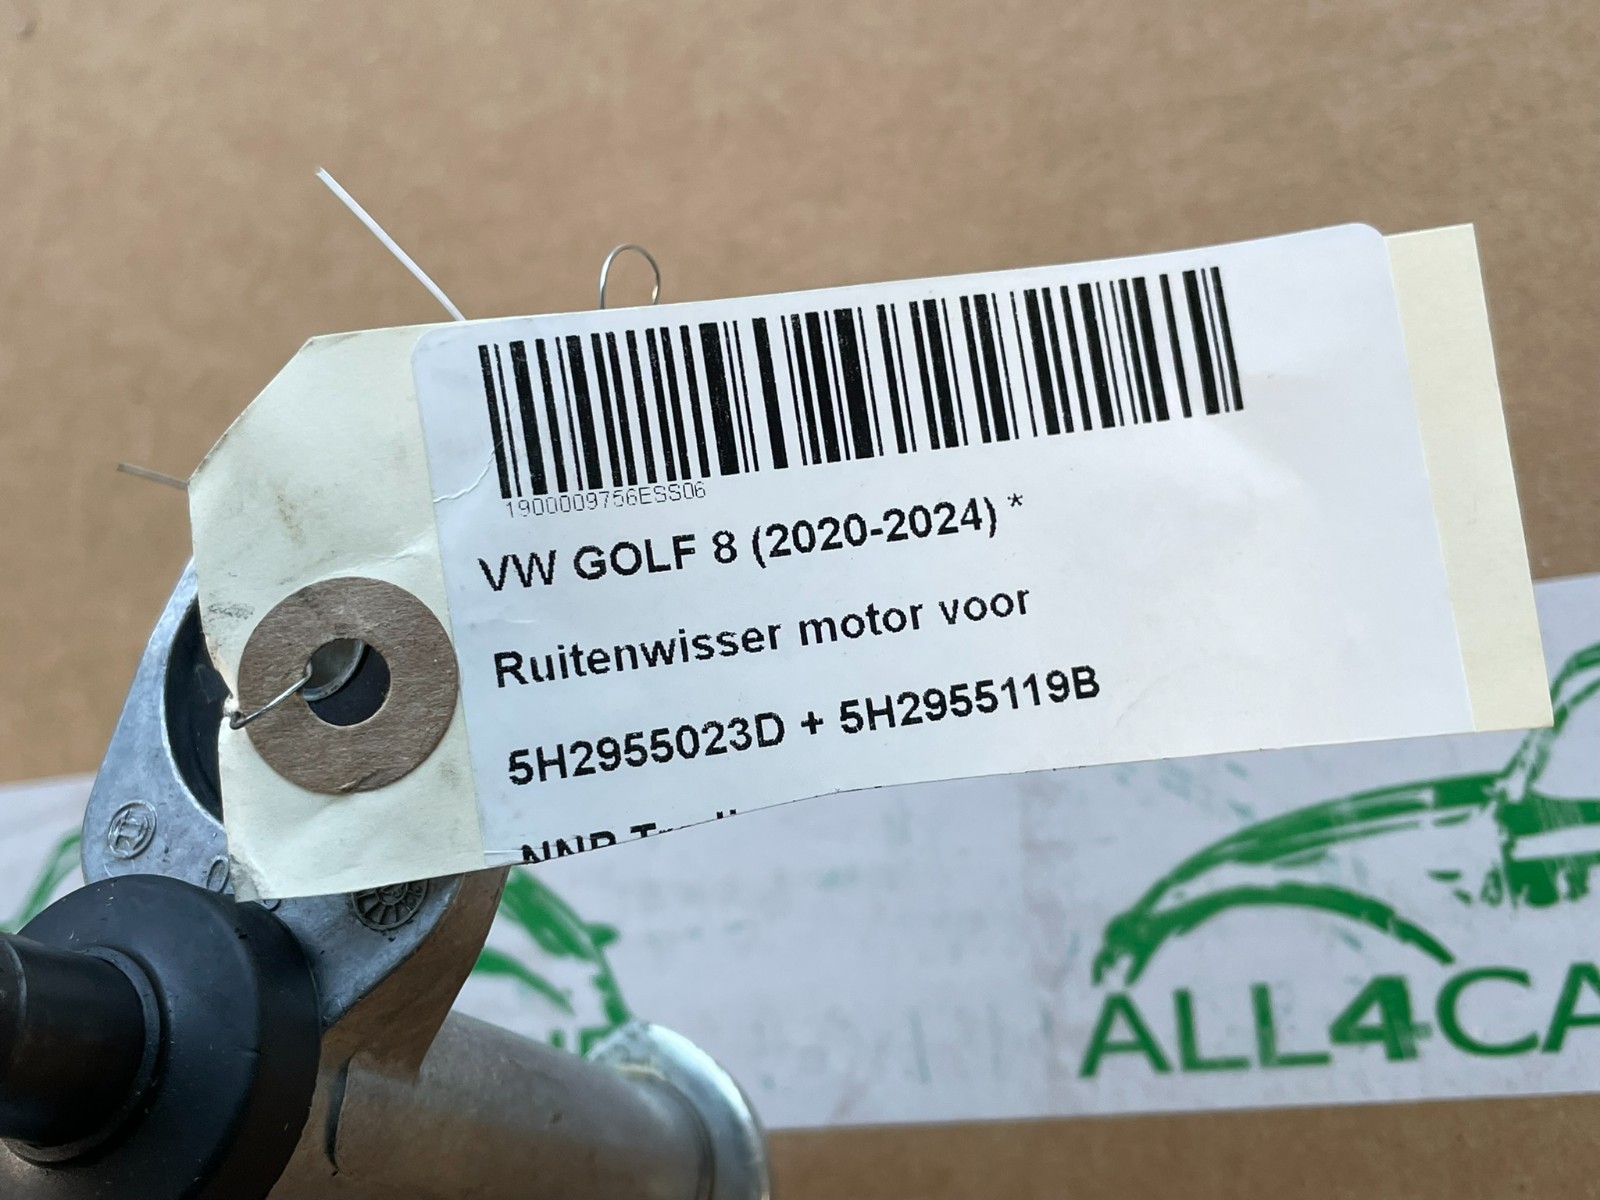 1900009756ESS06
VW GOLF 8 (2020-2024) *
Ruitenwisser motor voor
5H2955023D + 5H2955119B
ALL4CA